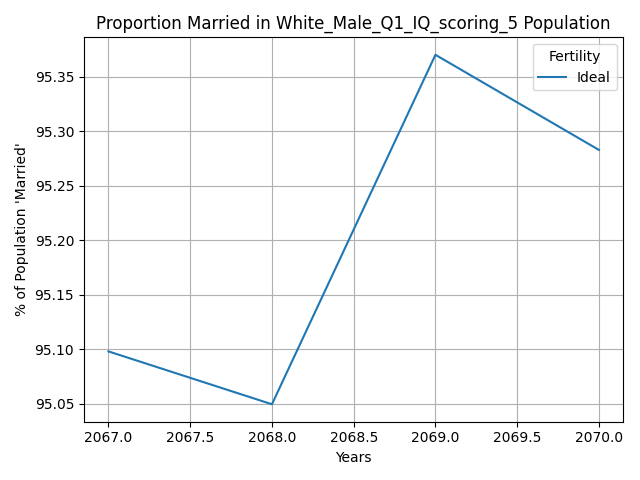 Proportion Married in White_Male_Q1_IQ_scoring_5 Population
Fertility
Ideal
% of Population 'Married'
95.35
95.30
95.25
95.20
95.15
95.10
95.05
2067.0 2067.5 2068.0 2068.5 2069.0 2069.5 2070.0
Years